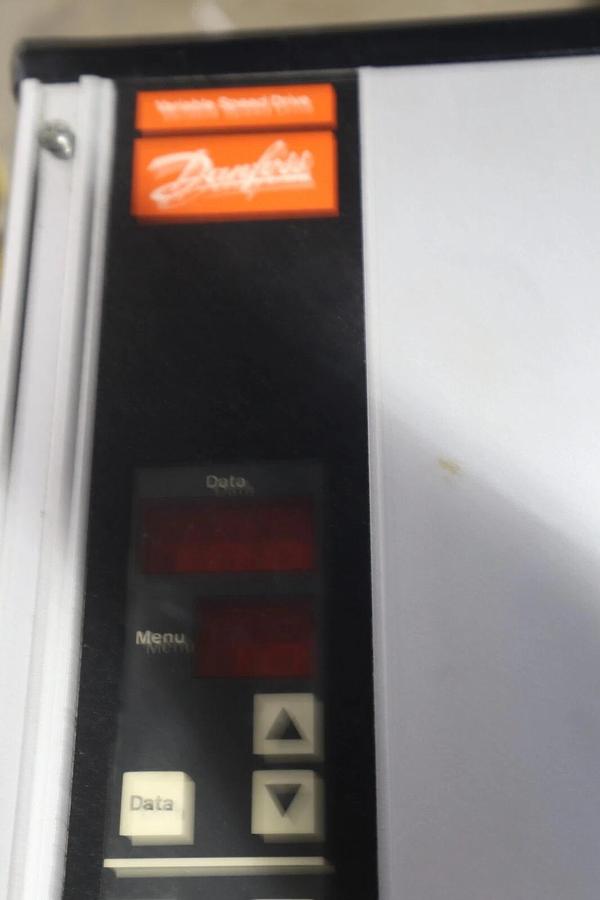 Variable Speed Drive
Danfoss
Data
Menu
Data